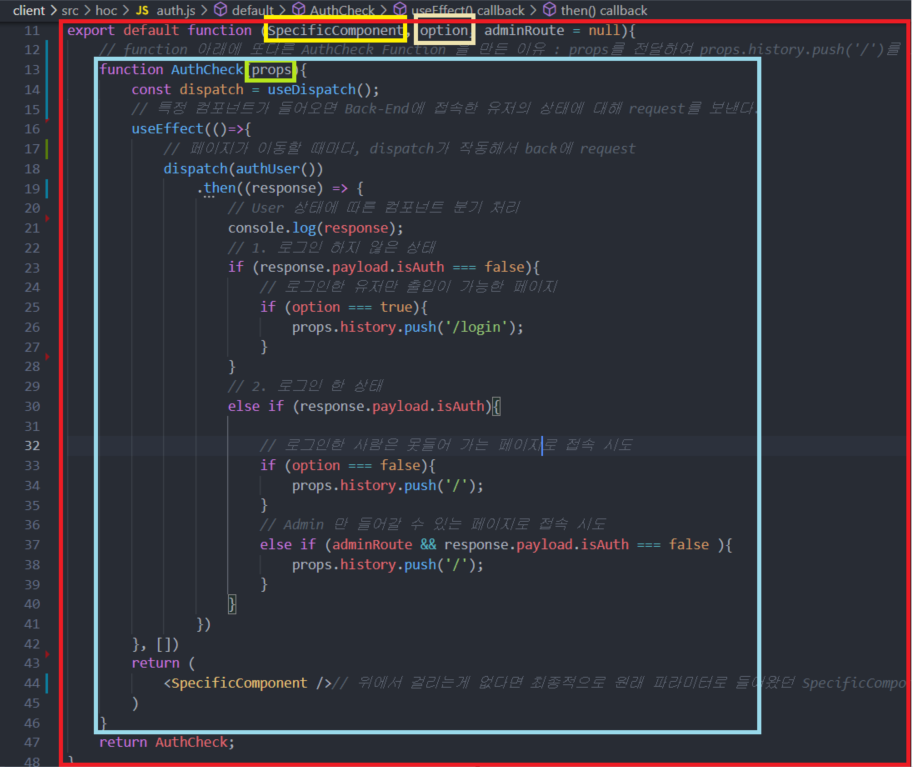 client > src > hoc > JS auth.js > default > AuthCheck > useEffect() callback > then() callback
11 export default function (SpecificComponent, option, adminRoute = null){
12 // function 아래에 또다른 AuthCheck Function 를 만든 이유 : props를 전달하여 props.history.push('/')를
13 function AuthCheck(props){
14 const dispatch = useDispatch();
15 // 특정 컴포넌트가 들어오면 Back-End에 접속한 유저의 상태에 대해 request를 보낸다.
16 useEffect(()=>{
17 // 페이지가 이동할 때마다, dispatch가 작동해서 back에 request
18 dispatch(authUser())
19 .then((response) => {
20 // User 상태에 따른 컴포넌트 분기 처리
21 console.log(response);
22 // 1. 로그인 하지 않은 상태
23 if (response.payload.isAuth === false){
24 // 로그인한 유저만 출입이 가능한 페이지
25 if (option === true){
26 props.history.push('/login');
27 }
28 }
29 // 2. 로그인 한 상태
30 else if (response.payload.isAuth){
31
32 // 로그인한 사람은 못들어 가는 페이지로 접속 시도
33 if (option === false){
34 props.history.push('/');
35 }
36 // Admin 만 들어갈 수 있는 페이지로 접속 시도
37 else if (adminRoute && response.payload.isAuth === false ){
38 props.history.push('/');
39 }
40 }
41 })
42 }, [])
43 return (
44 <SpecificComponent />// 위에서 걸리는게 없다면 최종적으로 원래 파라미터로 들어왔던 SpecificCompo
45 )
46 }
47 return AuthCheck;
48 }